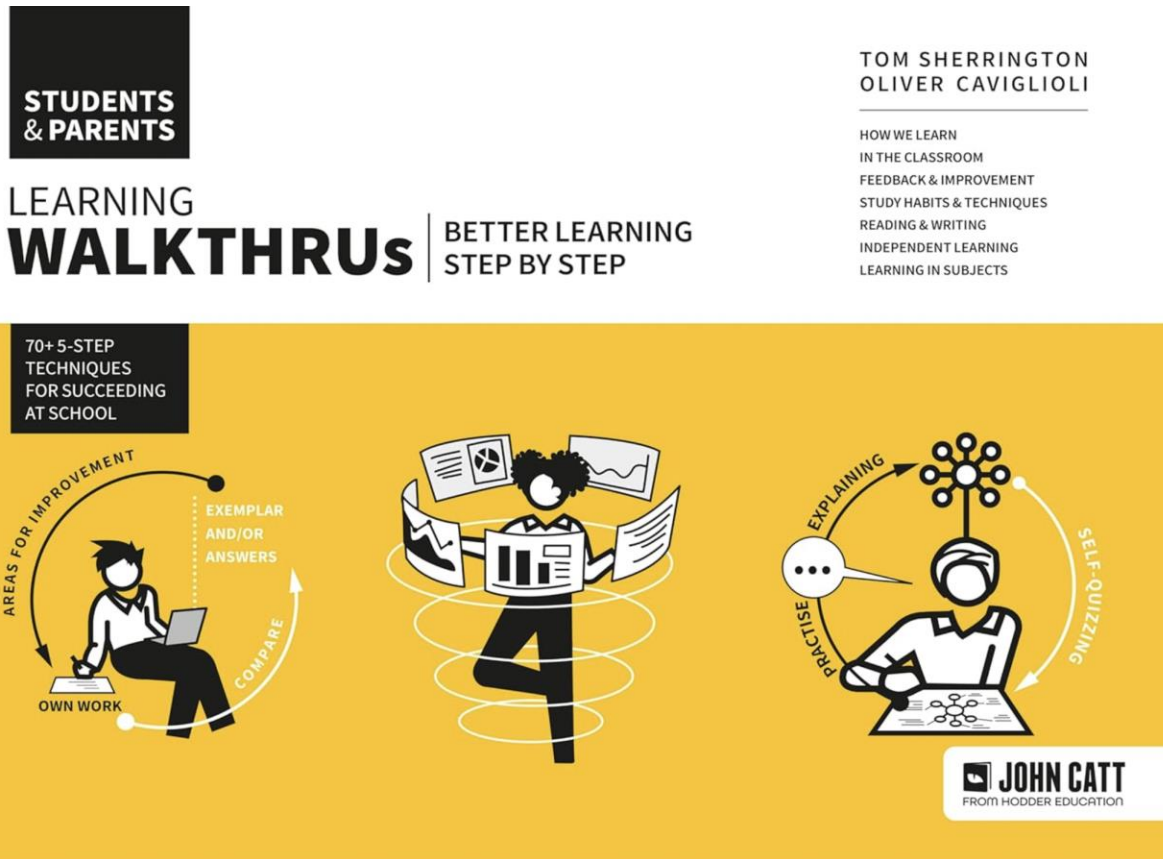 STUDENTS
& PARENTS
LEARNING
WALKTHRUs
BETTER LEARNING
STEP BY STEP
TOM SHERRINGTON
OLIVER CAVIGLIOLI
HOW WE LEARN
IN THE CLASSROOM
FEEDBACK & IMPROVEMENT
STUDY HABITS & TECHNIQUES
READING & WRITING
INDEPENDENT LEARNING
LEARNING IN SUBJECTS
70+ 5-STEP
TECHNIQUES
FOR SUCCEEDING
AT SCHOOL
AREAS FOR IMPROVEMENT
EXEMPLAR
AND/OR
ANSWERS
COMPARE
OWN WORK
EXPLAINING
PRACTISE
SELF-QUIZZING
JOHN CATT
FROM HODDER EDUCATION